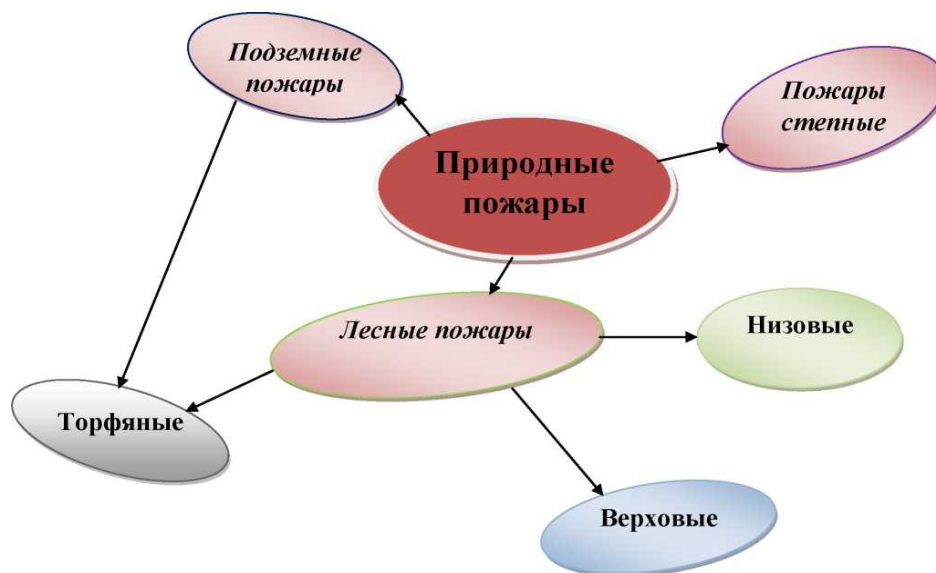 Подземные
пожары
Пожары
степные
Природные
пожары
Лесные пожары
Низовые
Торфяные
Верховые